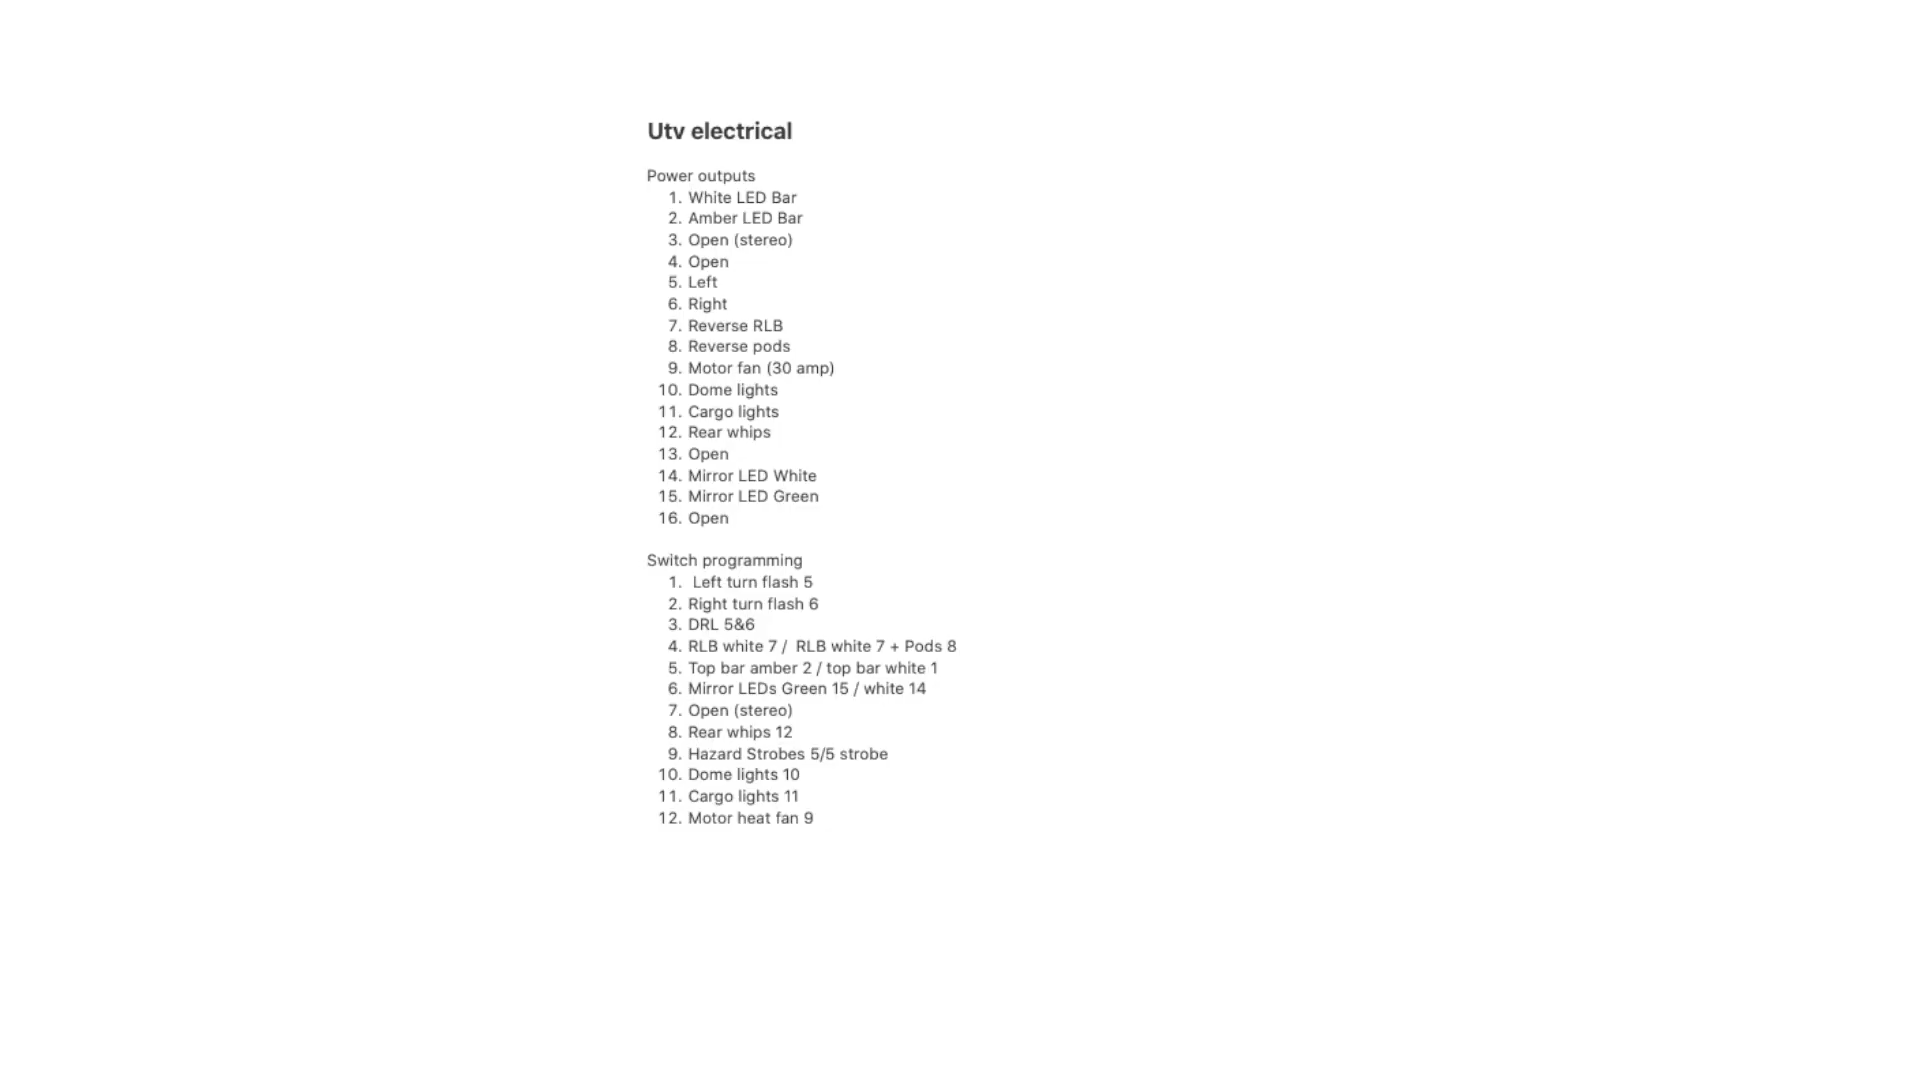 Utv electrical
Power outputs
1. White LED Bar
2. Amber LED Bar
3. Open (stereo)
4. Open
5. Left
6. Right
7. Reverse RLB
8. Reverse pods
9. Motor fan (30 amp)
10. Dome lights
11. Cargo lights
12. Rear whips
13. Open
14. Mirror LED White
15. Mirror LED Green
16. Open
Switch programming
1. Left turn flash 5
2. Right turn flash 6
3. DRL 5&6
4. RLB white 7 / RLB white 7 + Pods 8
5. Top bar amber 2 / top bar white 1
6. Mirror LEDs Green 15 / white 14
7. Open (stereo)
8. Rear whips 12
9. Hazard Strobes 5/5 strobe
10. Dome lights 10
11. Cargo lights 11
12. Motor heat fan 9